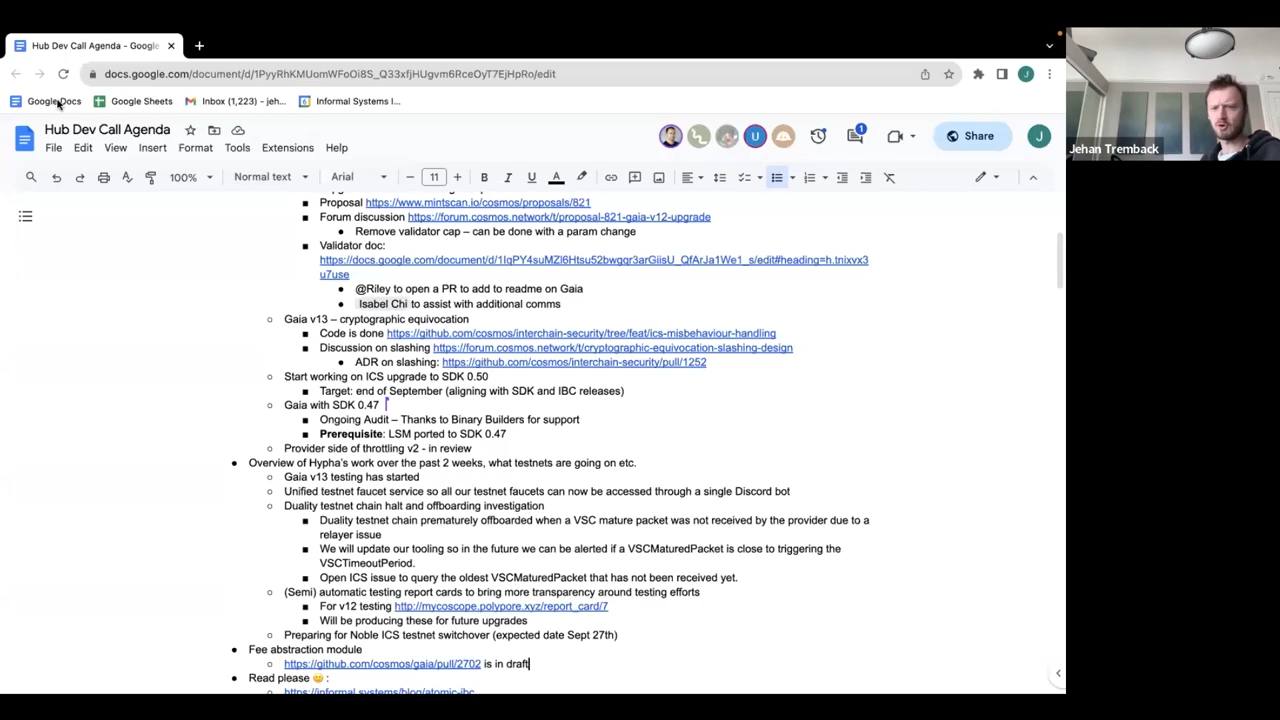 Hub Dev Call Agenda - Google
docs.google.com/document/d/1PyyRhKMUomWFoOi8S_Q33xfjHUgvm6RceOyT7EjHpRo/edit
J
Google Docs
Google Sheets
Inbox (1,223) - jeh...
Informal Systems I...
Hub Dev Call Agenda
U
1
Share
J
File Edit View Insert Format Tools Extensions Help
100%
Normal text
Arial
11
B I U A
Proposal https://www.mintscan.io/cosmos/proposals/821
Forum discussion https://forum.cosmos.network/t/proposal-821-gaia-v12-upgrade
Remove validator cap – can be done with a param change
Validator doc:
https://docs.google.com/document/d/1IqPY4suMZl6Htsu52bwgqr3arGiisU_QfArJa1We1_s/edit#heading=h.tnixvx3
u7use
@Riley to open a PR to add to readme on Gaia
Isabel Chi to assist with additional comms
Gaia v13 – cryptographic equivocation
Code is done https://github.com/cosmos/interchain-security/tree/feat/ics-misbehaviour-handling
Discussion on slashing https://forum.cosmos.network/t/cryptographic-equivocation-slashing-design
ADR on slashing: https://github.com/cosmos/interchain-security/pull/1252
Start working on ICS upgrade to SDK 0.50
Target: end of September (aligning with SDK and IBC releases)
Gaia with SDK 0.47
Ongoing Audit – Thanks to Binary Builders for support
Prerequisite: LSM ported to SDK 0.47
Provider side of throttling v2 - in review
Overview of Hypha's work over the past 2 weeks, what testnets are going on etc.
Gaia v13 testing has started
Unified testnet faucet service so all our testnet faucets can now be accessed through a single Discord bot
Duality testnet chain halt and offboarding investigation
Duality testnet chain prematurely offboarded when a VSC mature packet was not received by the provider due to a
relayer issue
We will update our tooling so in the future we can be alerted if a VSCMaturedPacket is close to triggering the
VSCTimeoutPeriod.
Open ICS issue to query the oldest VSCMaturedPacket that has not been received yet.
(Semi) automatic testing report cards to bring more transparency around testing efforts
For v12 testing http://mycoscope.polypore.xyz/report_card/7
Will be producing these for future upgrades
Preparing for Noble ICS testnet switchover (expected date Sept 27th)
Fee abstraction module
https://github.com/cosmos/gaia/pull/2702 is in draft
Read please 🙂 :
https://informal.systems/blog/atomic-ibc
Jehan Tremback